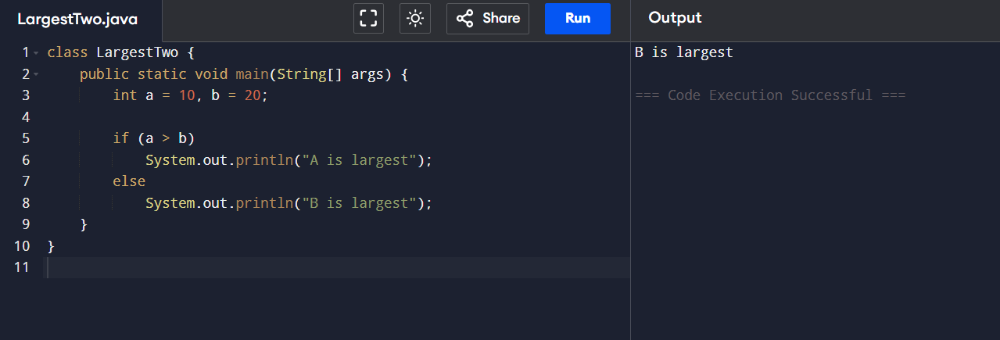 LargestTwo.java
Share
Run
Output
1 class LargestTwo {
2     public static void main(String[] args) {
3         int a = 10, b = 20;
4
5         if (a > b)
6             System.out.println("A is largest");
7         else
8             System.out.println("B is largest");
9     }
10 }
11
B is largest
=== Code Execution Successful ===